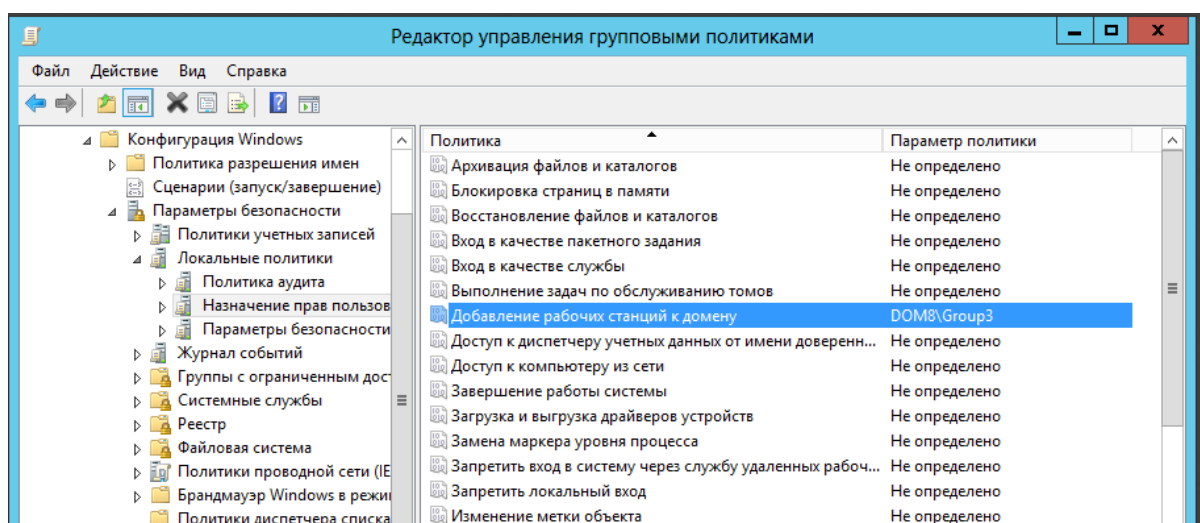 Редактор управления групповыми политиками
Файл Действие Вид Справка
Конфигурация Windows
Политика разрешения имен
Сценарии (запуск/завершение)
Параметры безопасности
Политики учетных записей
Локальные политики
Политика аудита
Назначение прав пользов
Параметры безопасности
Журнал событий
Группы с ограниченным дос
Системные службы
Реестр
Файловая система
Политики проводной сети (IE
Брандмауэр Windows в режи
Политики диспетчера списка
Политика Параметр политики
Архивация файлов и каталогов Не определено
Блокировка страниц в памяти Не определено
Восстановление файлов и каталогов Не определено
Вход в качестве пакетного задания Не определено
Вход в качестве службы Не определено
Выполнение задач по обслуживанию томов Не определено
Добавление рабочих станций к домену DOM8\Group3
Доступ к диспетчеру учетных данных от имени доверенн... Не определено
Доступ к компьютеру из сети Не определено
Завершение работы системы Не определено
Загрузка и выгрузка драйверов устройств Не определено
Замена маркера уровня процесса Не определено
Запретить вход в систему через службу удаленных рабоч... Не определено
Запретить локальный вход Не определено
Изменение метки объекта Не определено